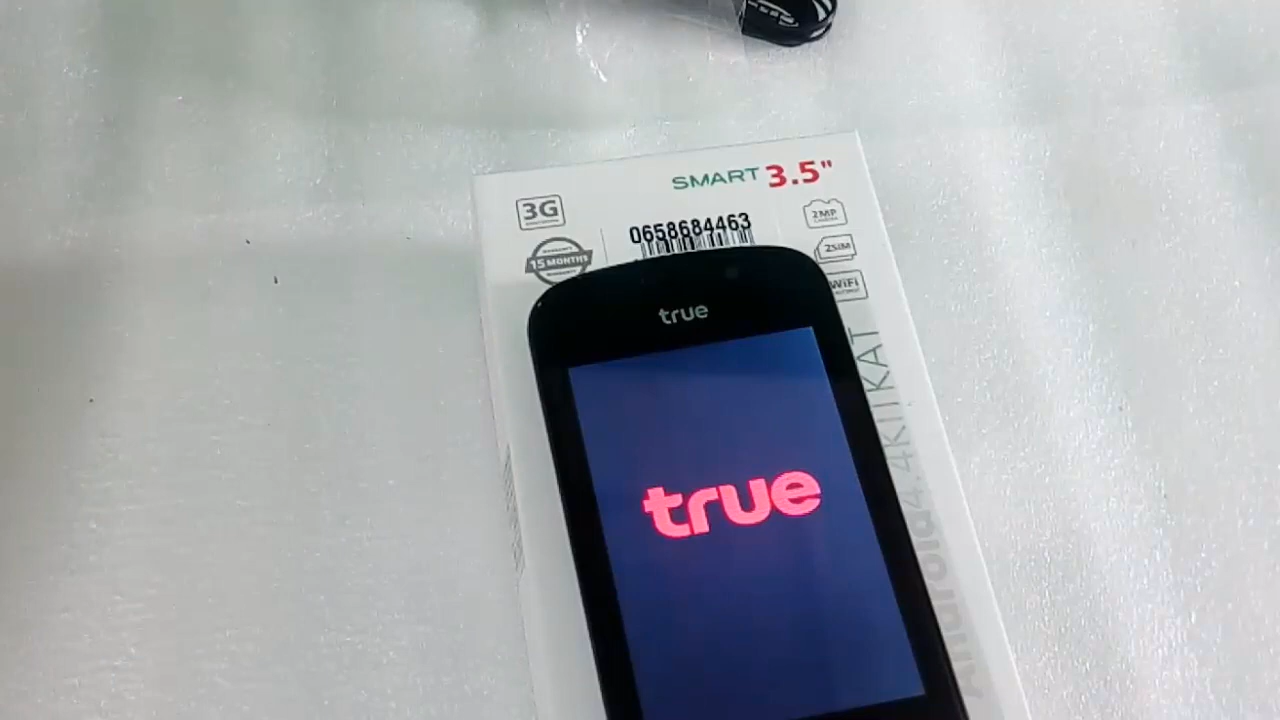 SMART 3.5"
3G
0658684463
2MP
15 MONTHS
2SIM
WiFi
true
true
Android 4.4 KITKAT